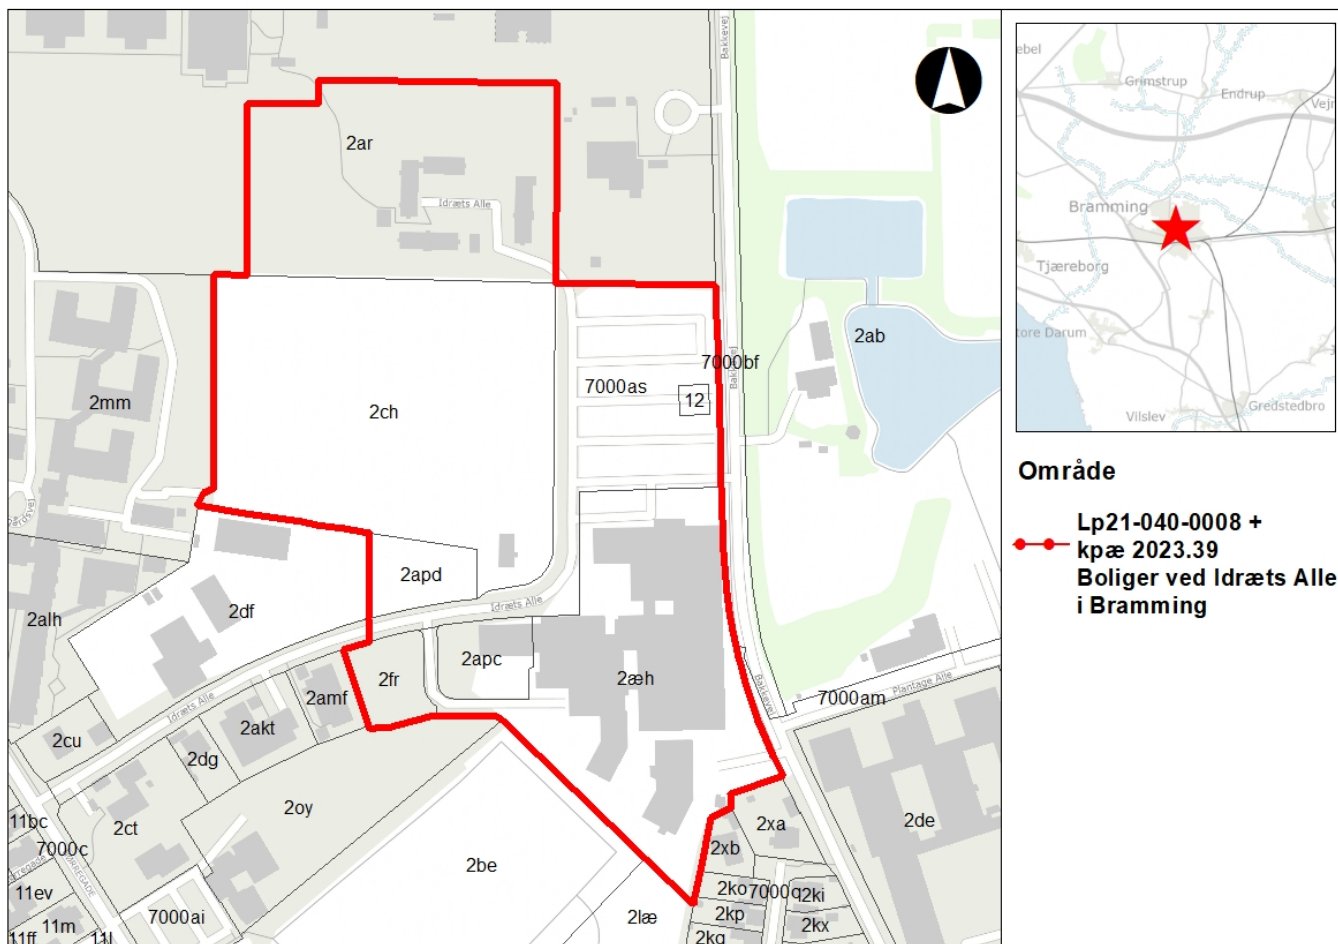 Bakkevej
2ar
Idræts Alle
2mm
2ch
7000as
12
7000bf
2ab
2alh
2df
2apd
Idræts Alle
2apc
2fr
2amf
2æh
Bakkevej
7000am
Plantage Alle
Idræts Alle
2cu
2akt
2dg
2oy
2ct
11bc
7000c
11ev
11m
11ff
11l
7000ai
2be
2læ
2xa
2xb
2ko
7000q
2ki
2kp
2kx
2kq
2de
Grimstrup
Endrup
Bramming
Tjæreborg
Vilslev
Gredstedbro
Område
Lp21-040-0008 +
kpæ 2023.39
Boliger ved Idræts Alle
i Bramming